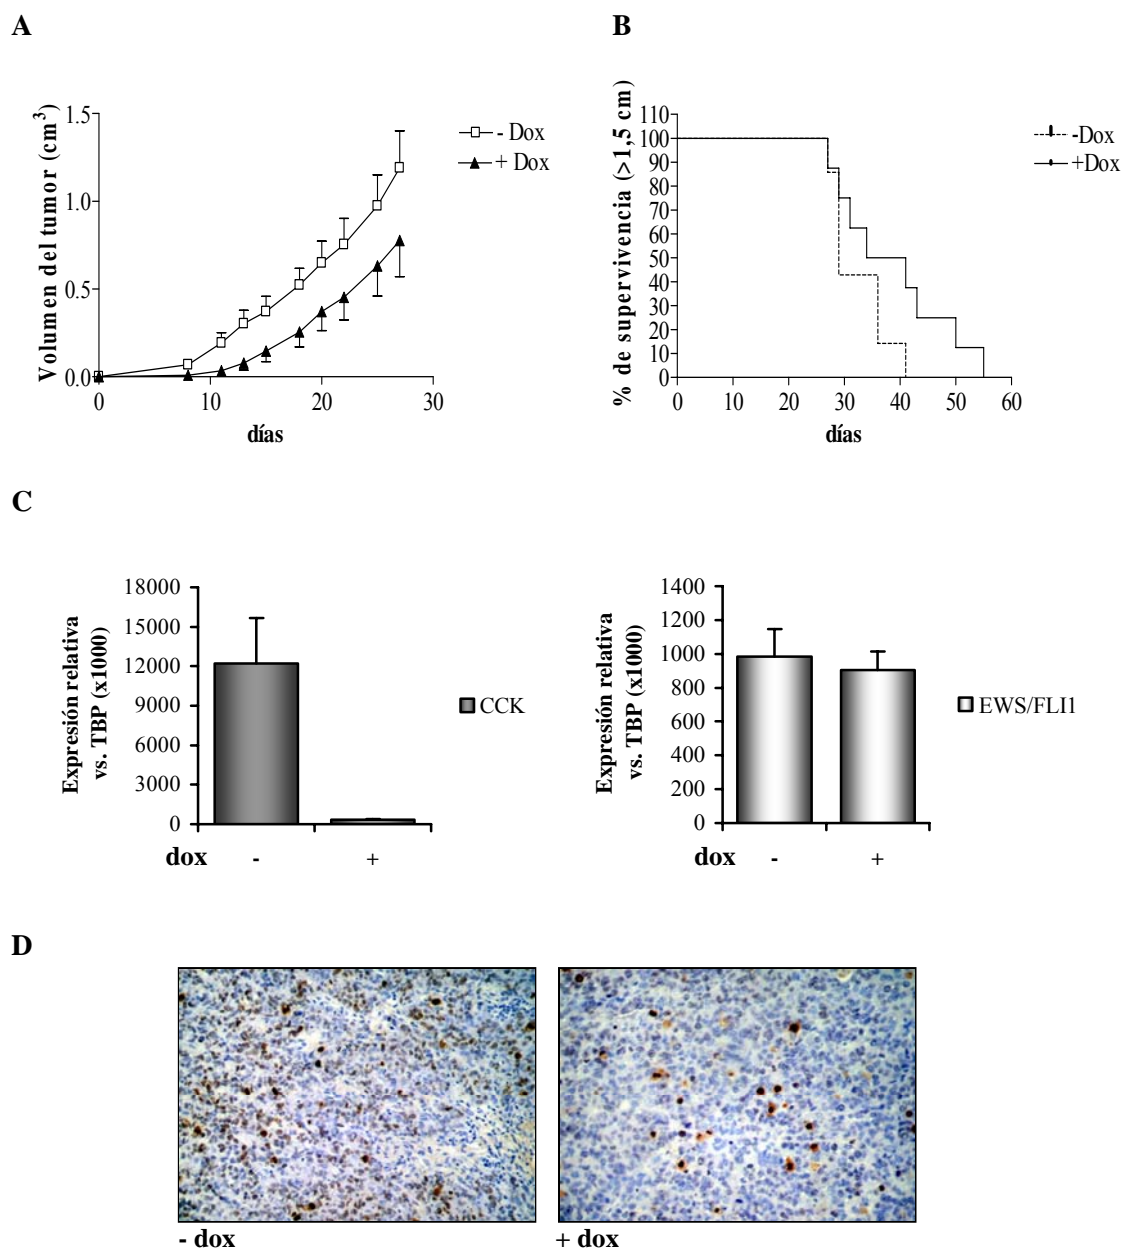 A
B
Volumen del tumor (cm³)
1.5
1.0
0.5
0.0
0
10
20
30
días
- Dox
+ Dox
% de supervivencia (>1,5 cm)
110
100
90
80
70
60
50
40
30
20
10
0
0
10
20
30
40
50
60
días
-Dox
+Dox
C
Expresión relativa
vs. TBP (x1000)
18000
15000
12000
9000
6000
3000
0
dox - +
CCK
Expresión relativa
vs. TBP (x1000)
1400
1200
1000
800
600
400
200
0
dox - +
EWS/FLI1
D
- dox
+ dox